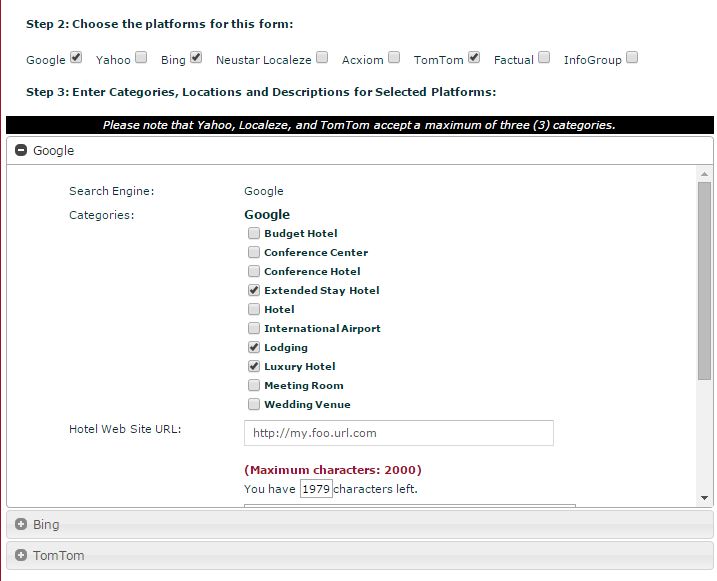 Step 2: Choose the platforms for this form:
Google Yahoo Bing Neustar Localeze Acxiom TomTom Factual InfoGroup
Step 3: Enter Categories, Locations and Descriptions for Selected Platforms:
Please note that Yahoo, Localeze, and TomTom accept a maximum of three (3) categories.
Google
Search Engine: Google
Categories: Google
Budget Hotel
Conference Center
Conference Hotel
Extended Stay Hotel
Hotel
International Airport
Lodging
Luxury Hotel
Meeting Room
Wedding Venue
Hotel Web Site URL: http://my.foo.url.com
(Maximum characters: 2000)
You have 1979 characters left.
Bing
TomTom